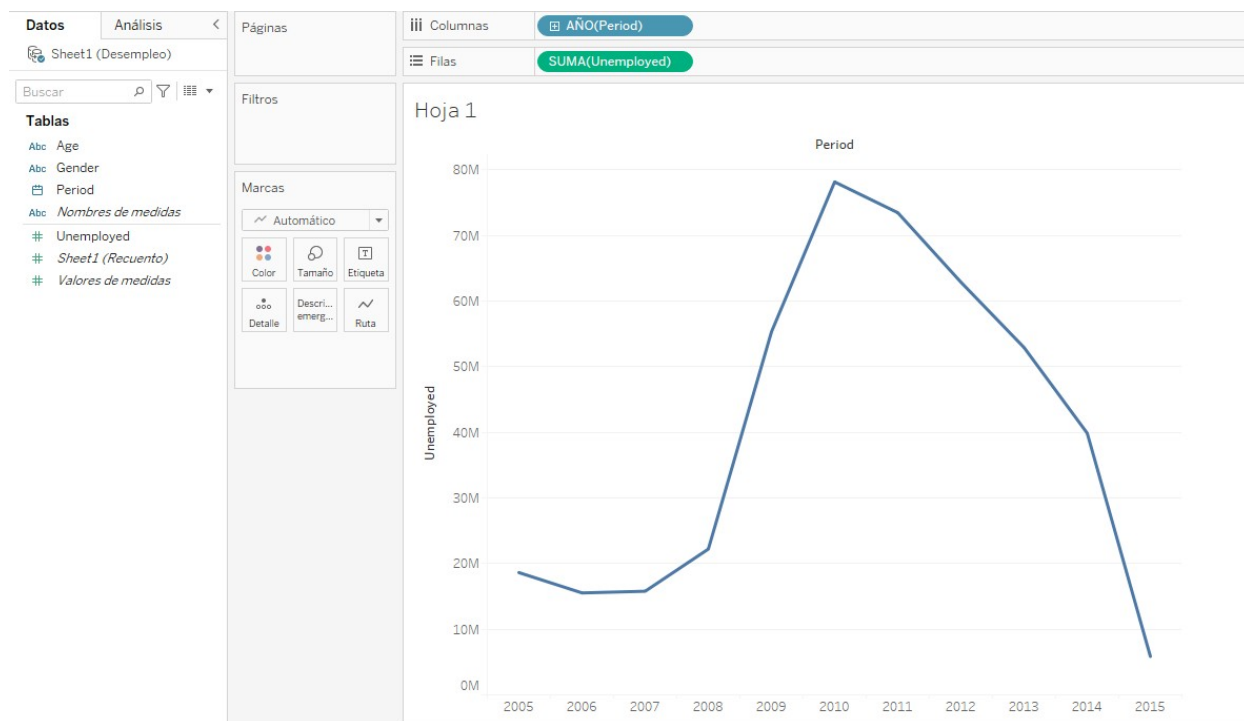 Datos
Análisis
Sheet1 (Desempleo)
Buscar
Tablas
Abc Age
Abc Gender
Period
Abc Nombres de medidas
# Unemployed
# Sheet1 (Recuento)
# Valores de medidas
Páginas
Filtros
Marcas
Automático
Color
Tamaño
T
Etiqueta
Detalle
Descri...
emerg...
Ruta
Columnas
AÑO(Period)
Filas
SUMA(Unemployed)
Hoja 1
Period
Unemployed
80M
70M
60M
50M
40M
30M
20M
10M
0M
2005 2006 2007 2008 2009 2010 2011 2012 2013 2014 2015